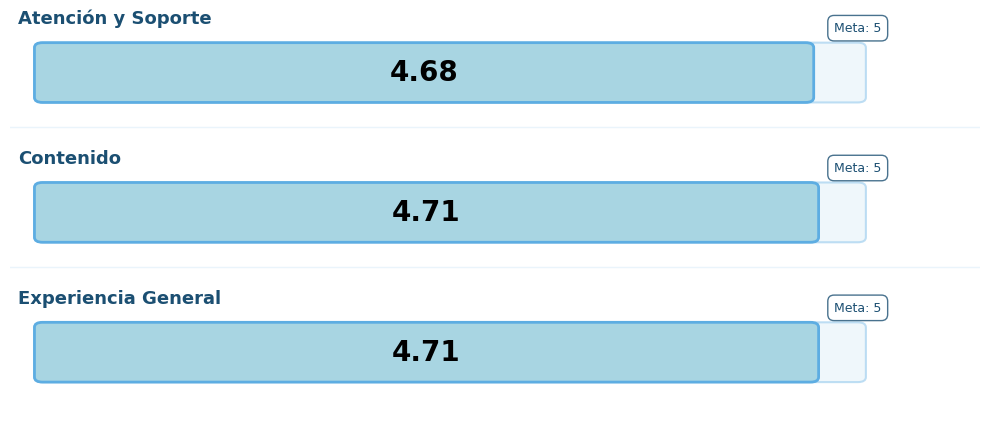 Atención y Soporte
Meta: 5
4.68
Contenido
Meta: 5
4.71
Experiencia General
Meta: 5
4.71